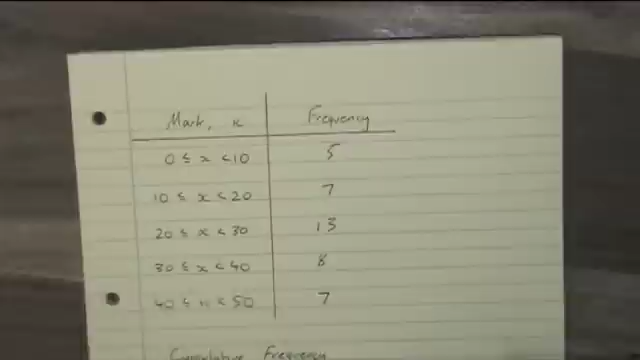 Mark, x Frequency
0 ≤ x < 10 5
10 ≤ x < 20 7
20 ≤ x < 30 13
30 ≤ x < 40 8
40 ≤ x < 50 7
Cumulative Frequency